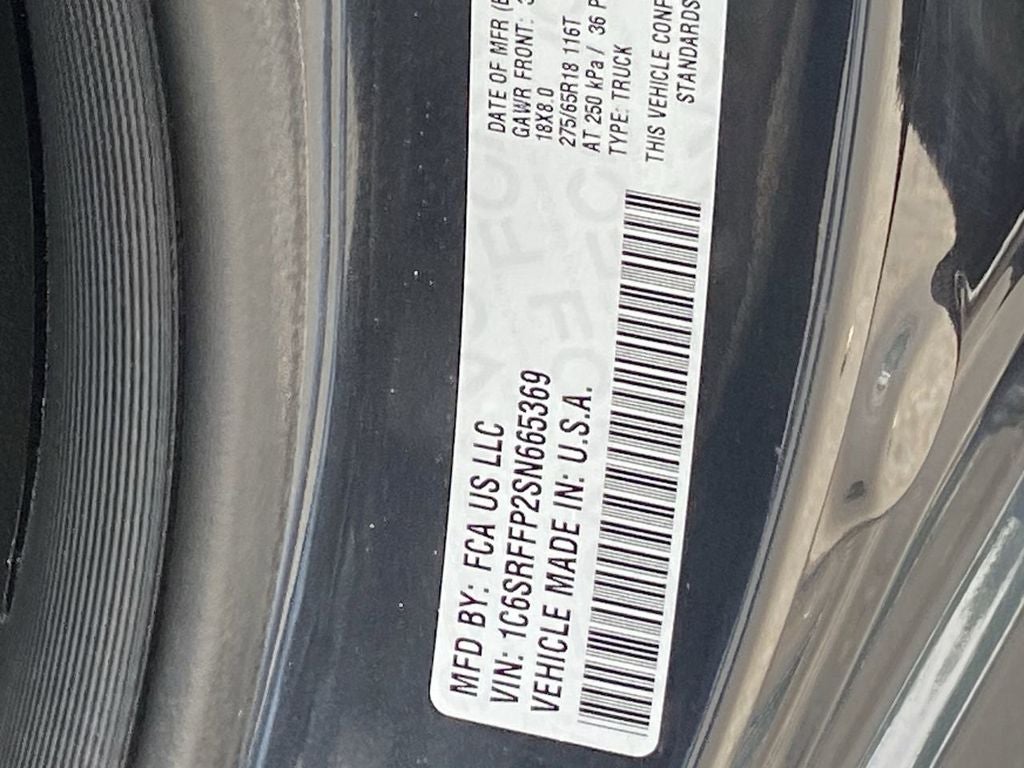 MFD BY: FCA US LLC
VIN: 1C6SRFFP2SN665369
VEHICLE MADE IN: U.S.A.
DATE OF MFR
GAWR FRONT:
18X8.0
275/65R18 116T
AT 250 kPa / 36
TYPE: TRUCK
THIS VEHICLE
STANDARDS